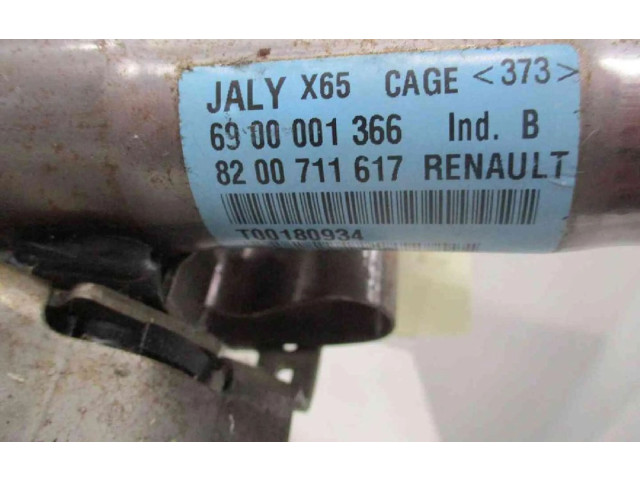 JALY X65 CAGE <373>
69 00 001 366 Ind. B
82 00 711 617 RENAULT
T00180934